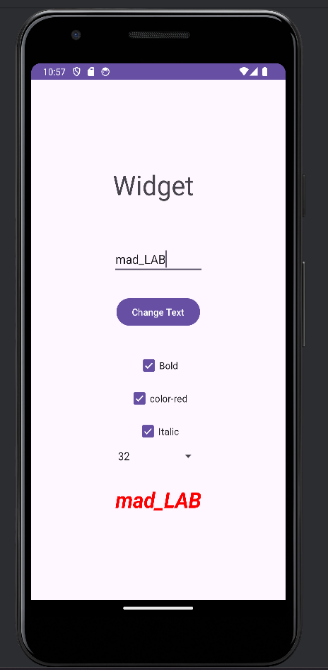 10:57
Widget
mad_LAB
Change Text
Bold
color-red
Italic
32
mad_LAB